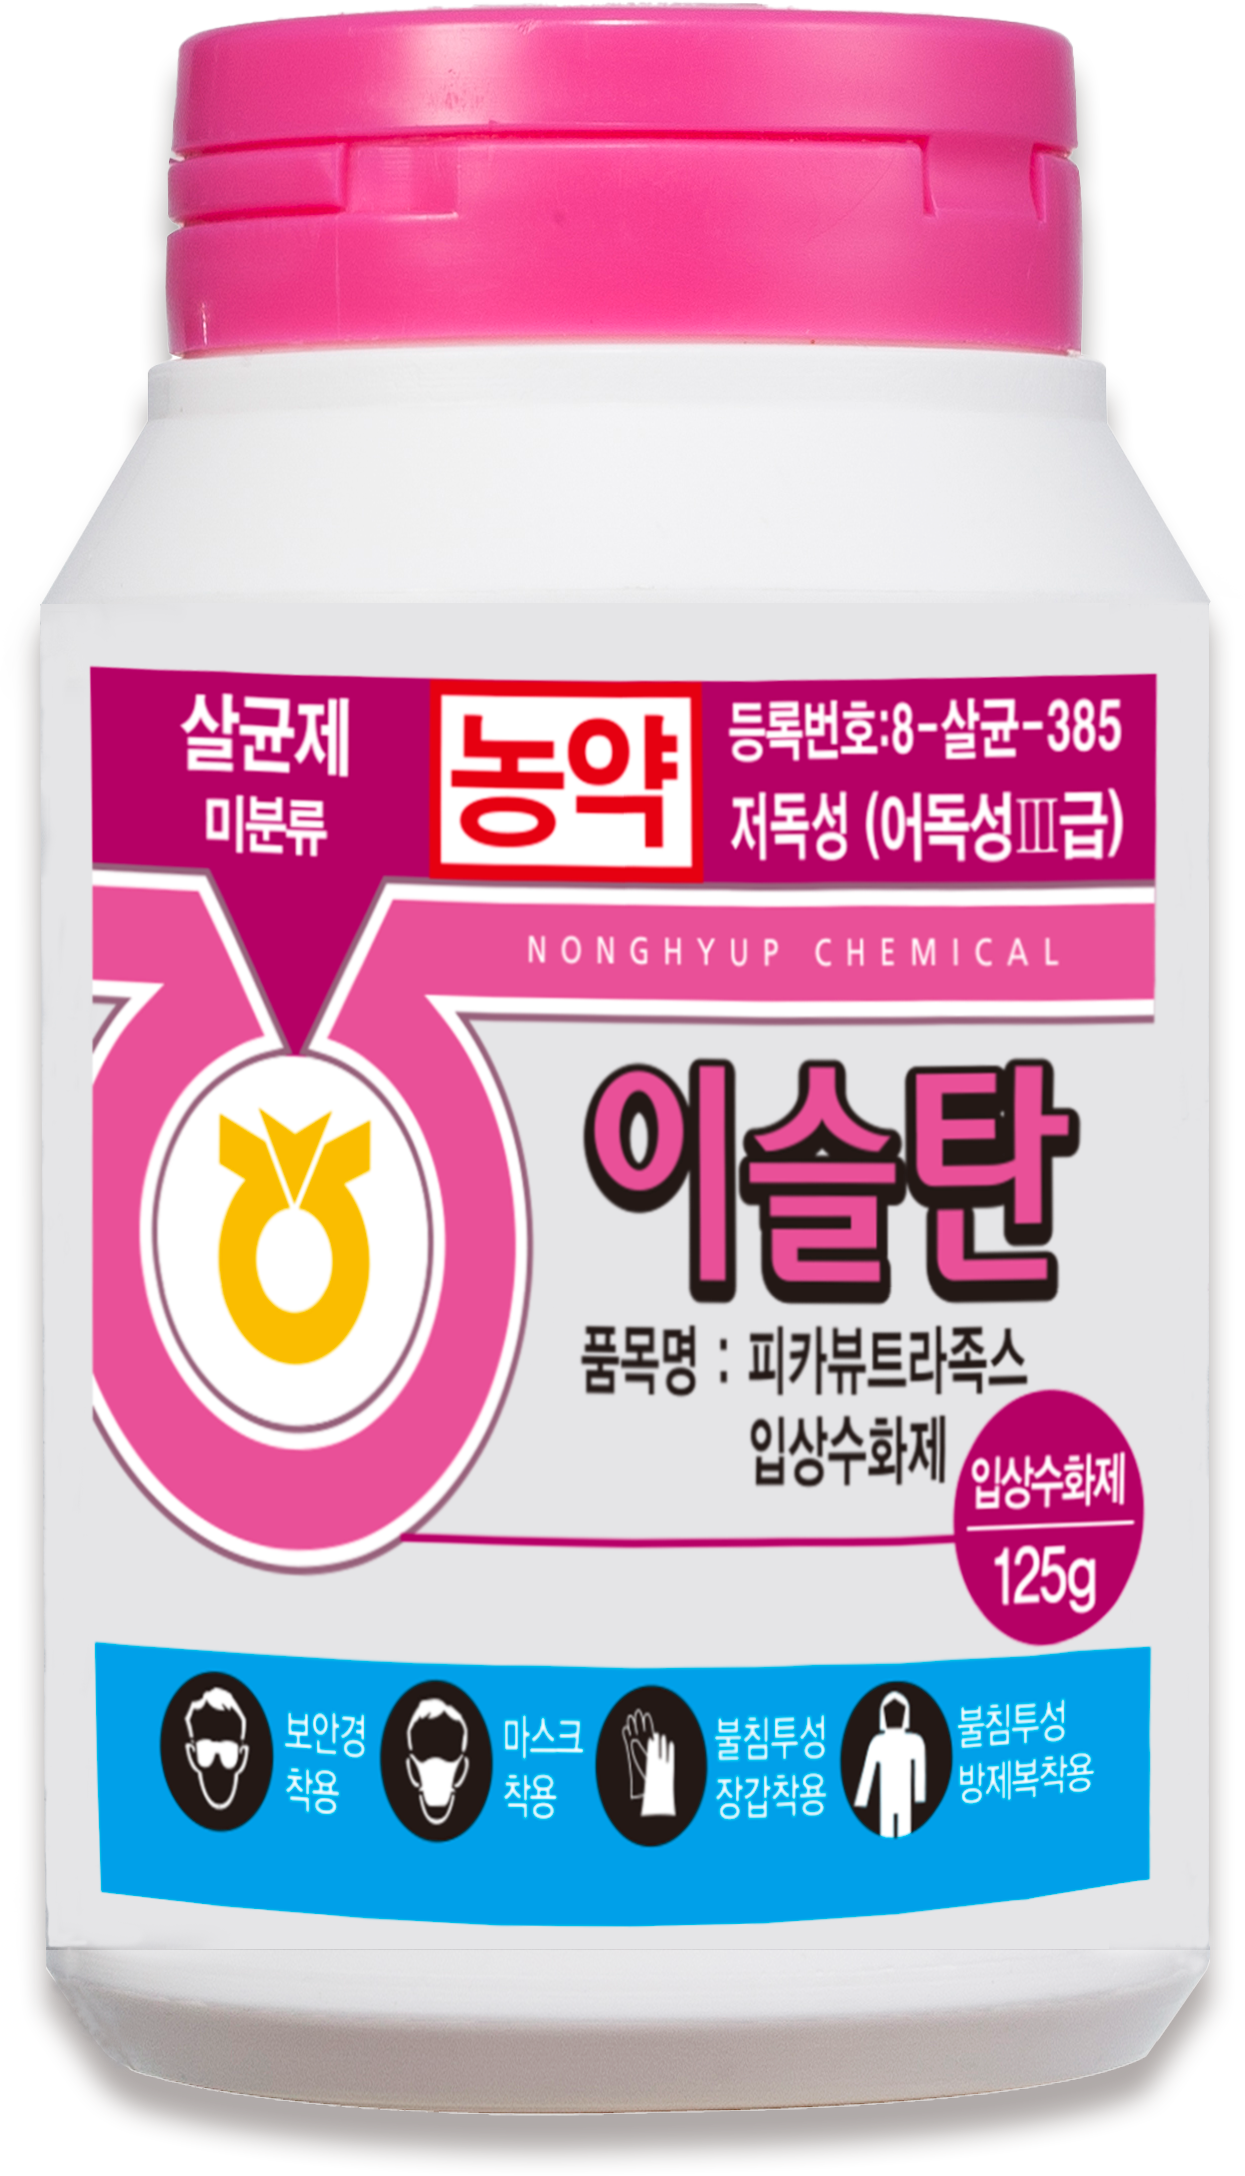 살균제
미분류
농약
등록번호:8-살균-385
저독성 (어독성Ⅲ급)
NONGHYUP CHEMICAL
이슬탄
품목명 : 피카뷰트라족스
입상수화제
입상수화제
125g
보안경
착용
마스크
착용
불침투성
장갑착용
불침투성
방제복착용